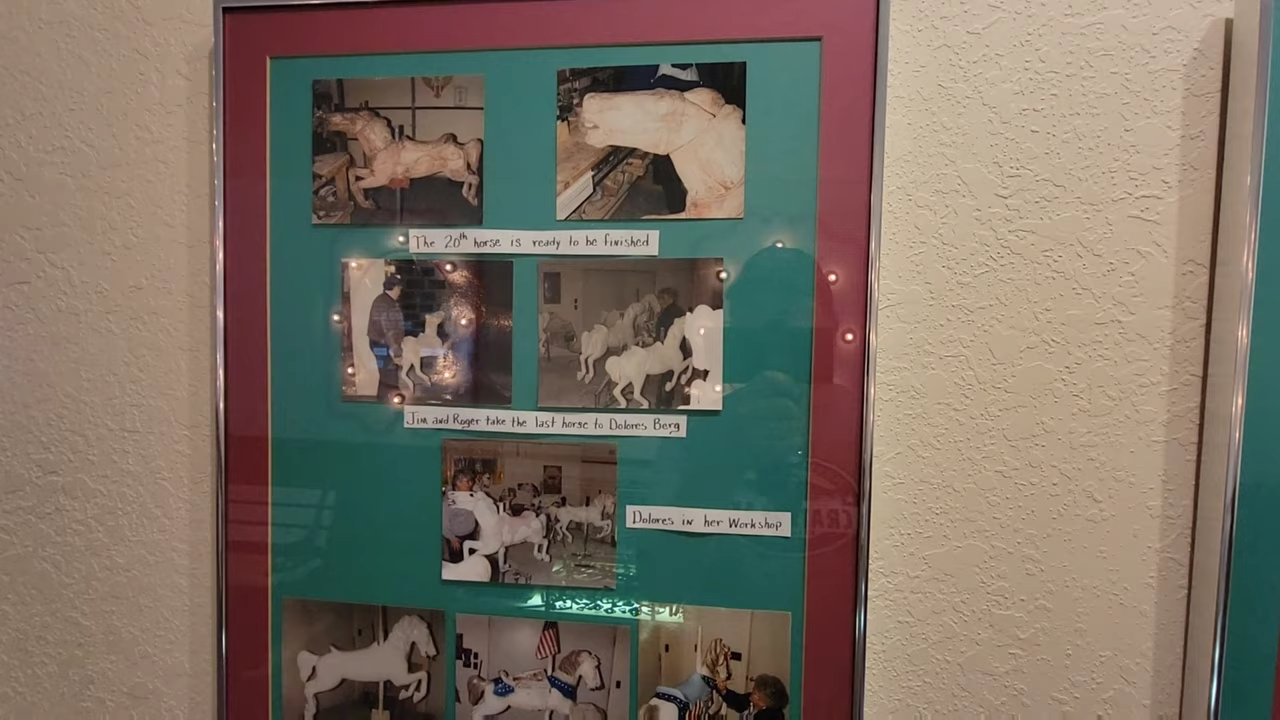 The 20th horse is ready to be finished
Jim and Roger take the last horse to Dolores Berg
Dolores in her Workshop